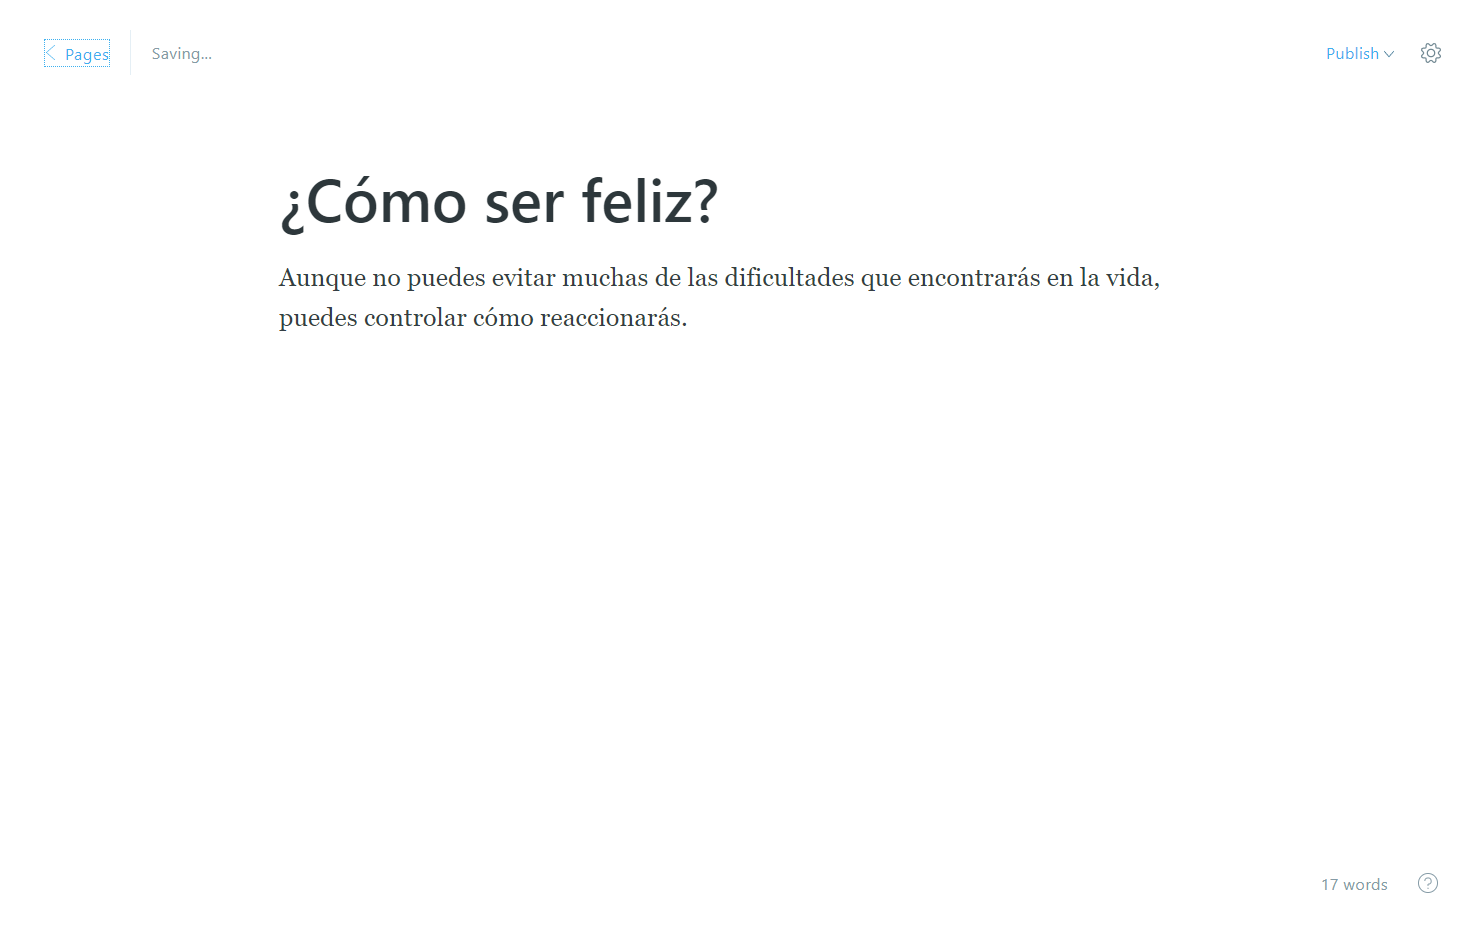 Pages
Saving...
Publish
¿Cómo ser feliz?
Aunque no puedes evitar muchas de las dificultades que encontrarás en la vida,
puedes controlar cómo reaccionarás.
17 words
?